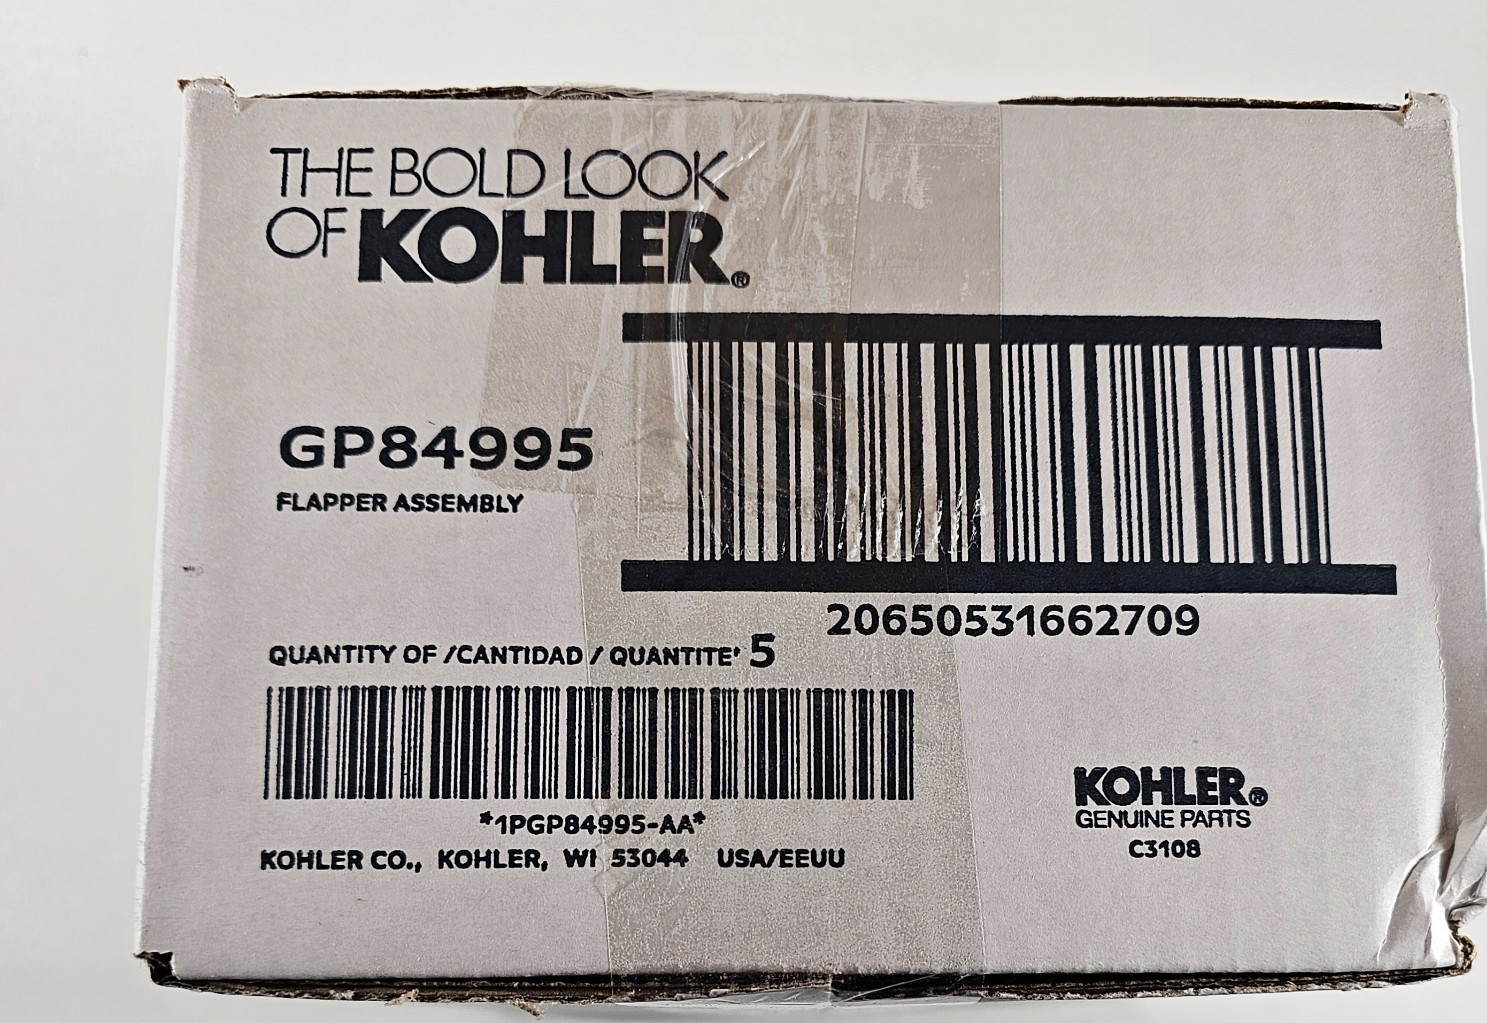 THE BOLD LOOK
OF KOHLER®
GP84995
FLAPPER ASSEMBLY
20650531662709
QUANTITY OF /CANTIDAD / QUANTITE' 5
*1PGP84995-AA*
KOHLER CO., KOHLER, WI 53044 USA/EEUU
KOHLER®
GENUINE PARTS
C3108